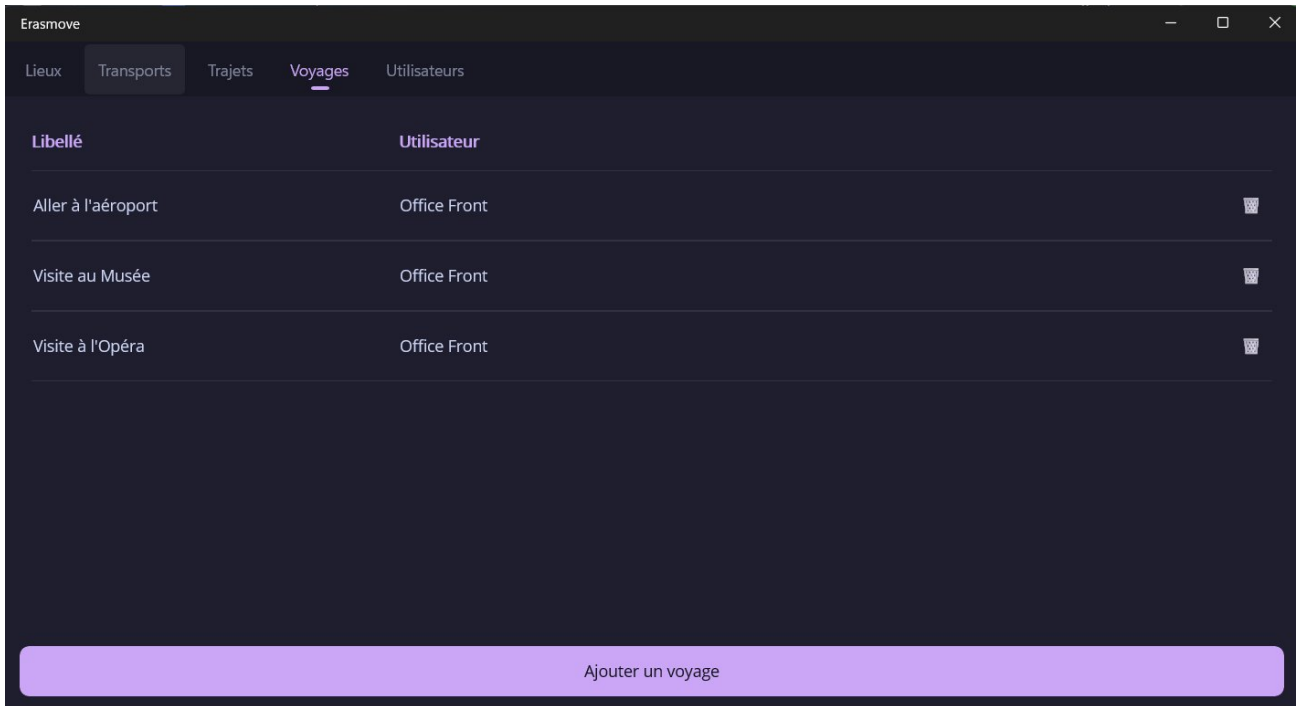 Erasmove
Lieux Transports Trajets Voyages Utilisateurs
Libellé Utilisateur
Aller à l'aéroport Office Front
Visite au Musée Office Front
Visite à l'Opéra Office Front
Ajouter un voyage